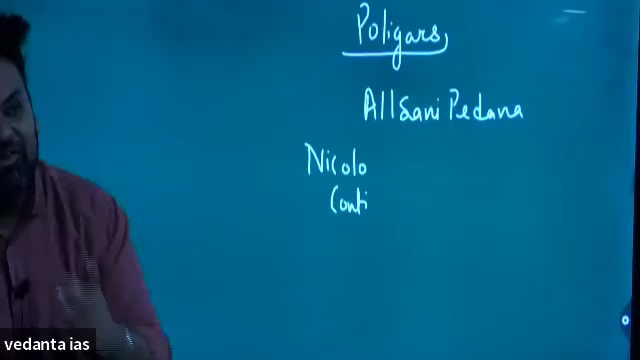 Poligars,
Allsani Pedana
Nicolo
Conti
vedanta ias